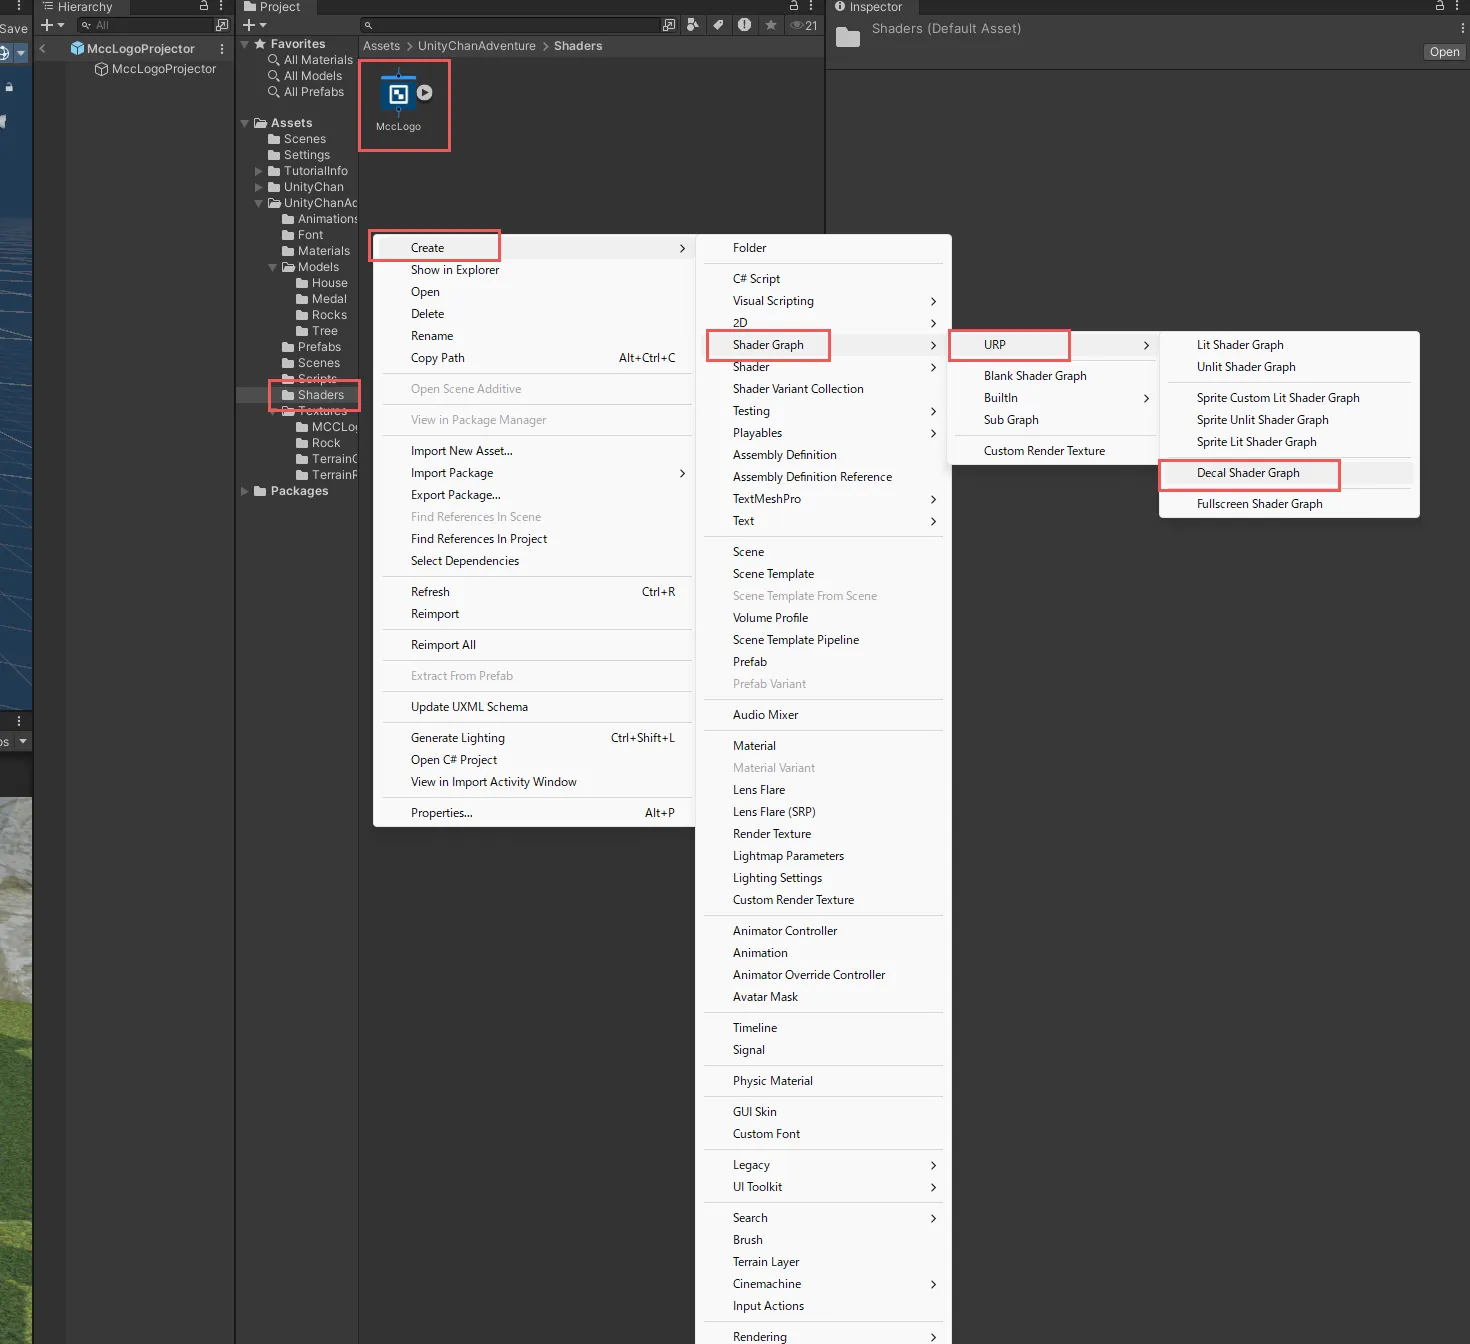 Save
Hierarchy
All
MccLogoProjector
MccLogoProjector
Project
21
Favorites
All Materials
All Models
All Prefabs
Assets
Scenes
Settings
TutorialInfo
UnityChan
UnityChanAd
Animations
Font
Materials
Models
House
Medal
Rocks
Tree
Prefabs
Scenes
Scripts
Shaders
Textures
MCCLog
Rock
TerrainG
TerrainR
Packages
Assets > UnityChanAdventure > Shaders
MccLogo
Inspector
Shaders (Default Asset)
Open
Create
Show in Explorer
Open
Delete
Rename
Copy Path Alt+Ctrl+C
Open Scene Additive
View in Package Manager
Import New Asset...
Import Package
Export Package...
Find References In Scene
Find References In Project
Select Dependencies
Refresh Ctrl+R
Reimport
Reimport All
Extract From Prefab
Update UXML Schema
Generate Lighting Ctrl+Shift+L
Open C# Project
View in Import Activity Window
Properties... Alt+P
Folder
C# Script
Visual Scripting
2D
Shader Graph
Shader
Shader Variant Collection
Testing
Playables
Assembly Definition
Assembly Definition Reference
TextMeshPro
Text
Scene
Scene Template
Scene Template From Scene
Volume Profile
Scene Template Pipeline
Prefab
Prefab Variant
Audio Mixer
Material
Material Variant
Lens Flare
Lens Flare (SRP)
Render Texture
Lightmap Parameters
Lighting Settings
Custom Render Texture
Animator Controller
Animation
Animator Override Controller
Avatar Mask
Timeline
Signal
Physic Material
GUI Skin
Custom Font
Legacy
UI Toolkit
Search
Brush
Terrain Layer
Cinemachine
Input Actions
Rendering
URP
Blank Shader Graph
BuiltIn
Sub Graph
Custom Render Texture
Lit Shader Graph
Unlit Shader Graph
Sprite Custom Lit Shader Graph
Sprite Unlit Shader Graph
Sprite Lit Shader Graph
Decal Shader Graph
Fullscreen Shader Graph